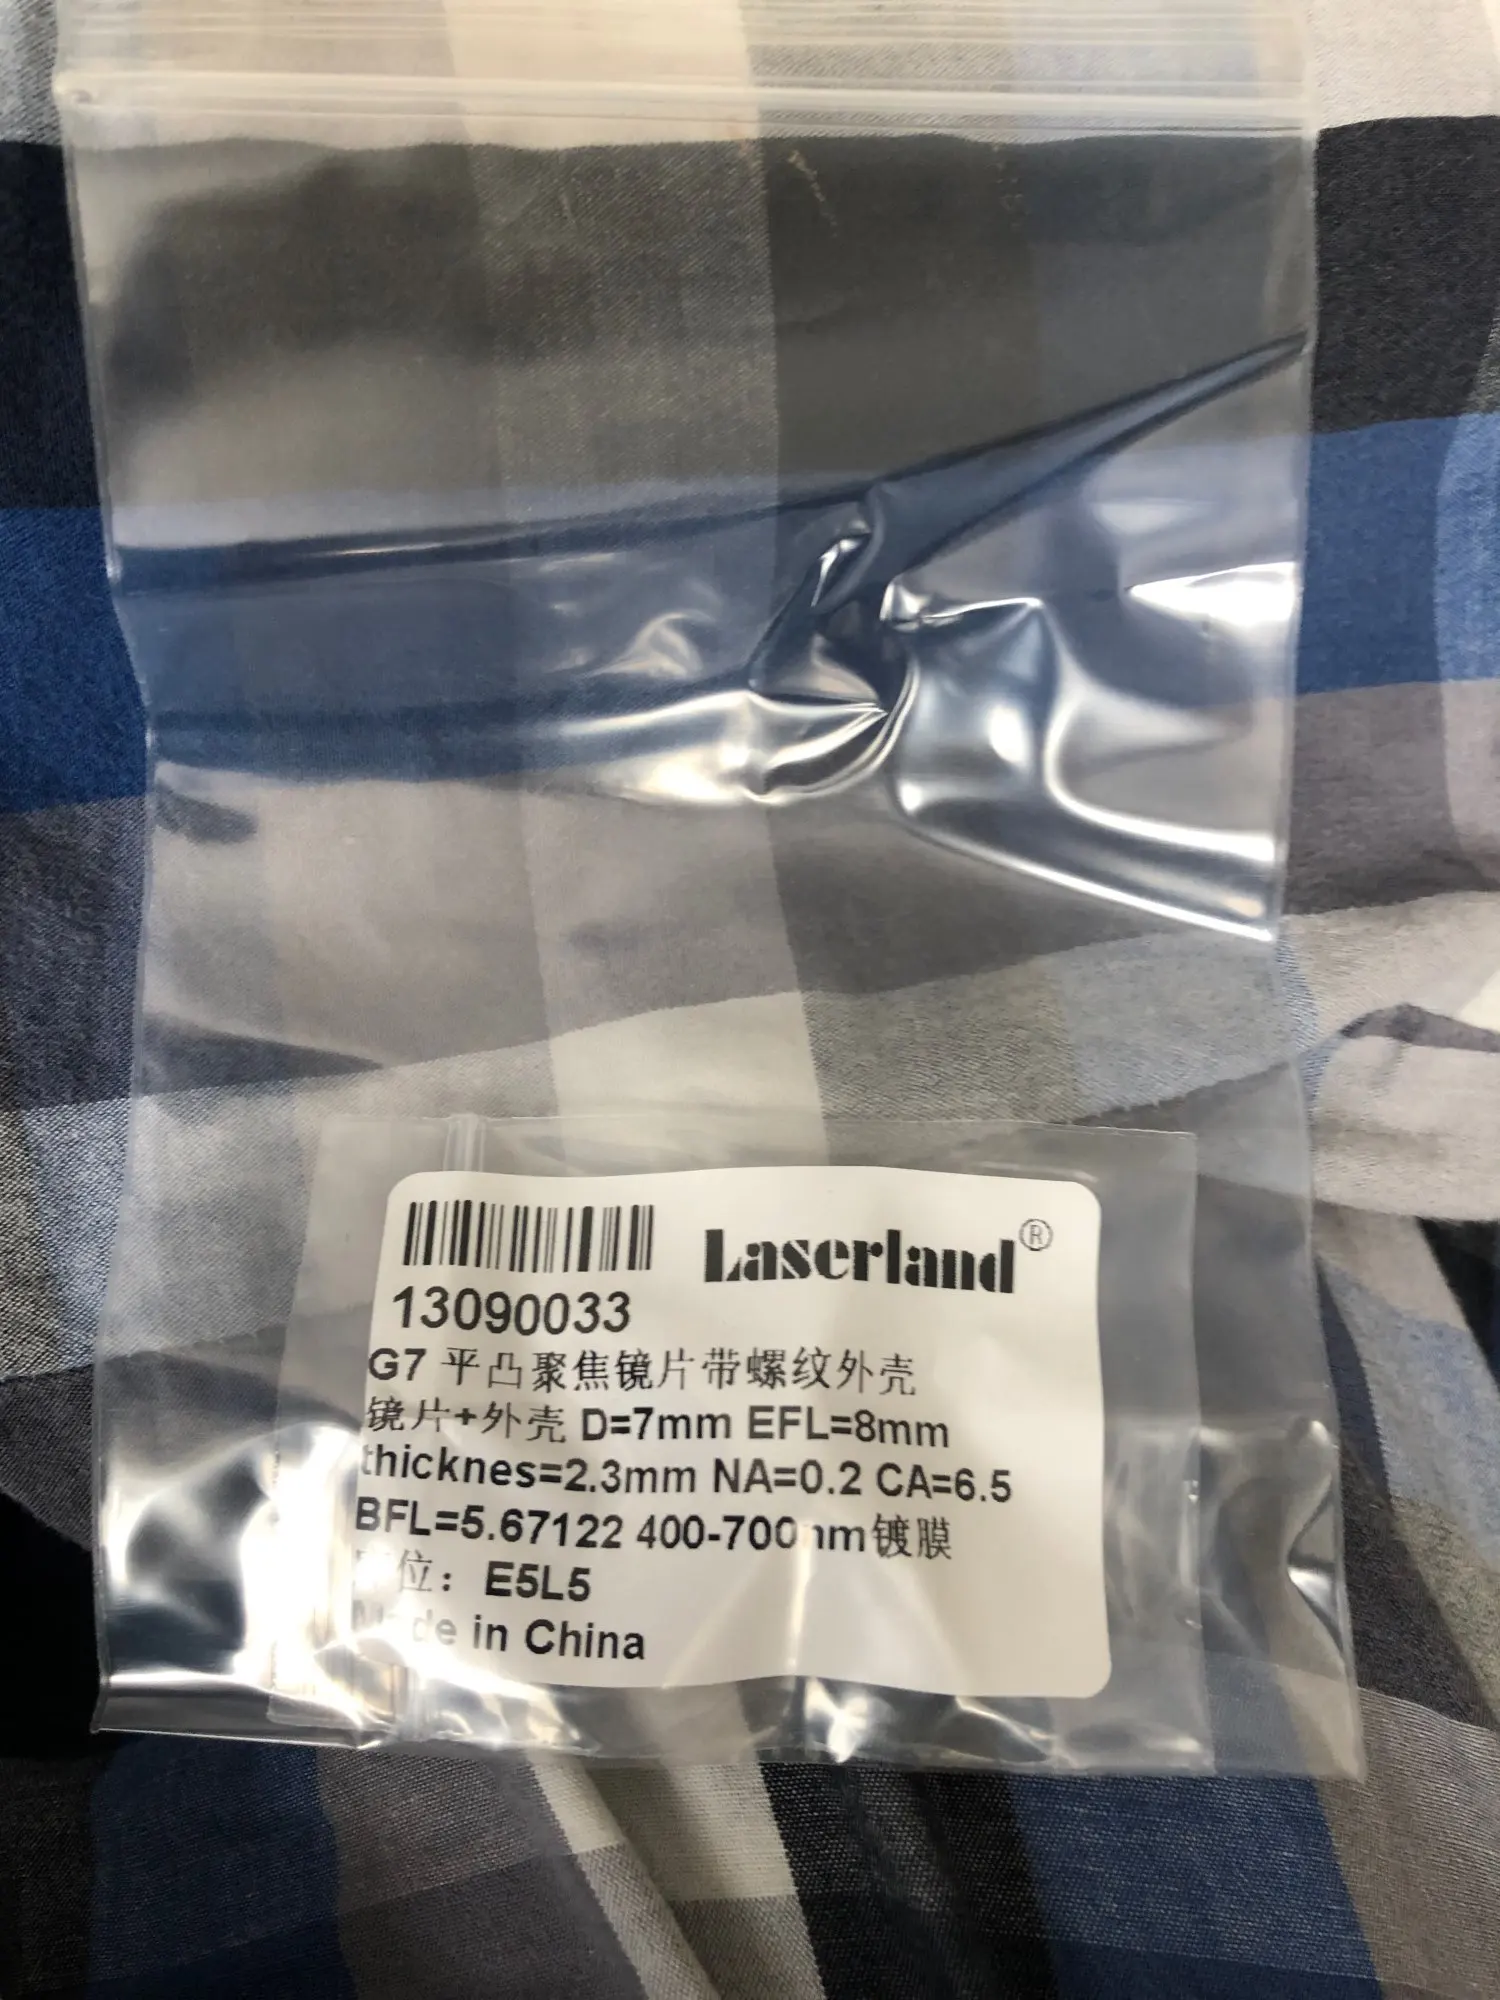 Laserland®
13090033
G7 平凸聚焦镜片带螺纹外壳
镜片+外壳 D=7mm EFL=8mm
thicknes=2.3mm NA=0.2 CA=6.5
BFL=5.67122 400-700nm镀膜
位：E5L5
Made in China